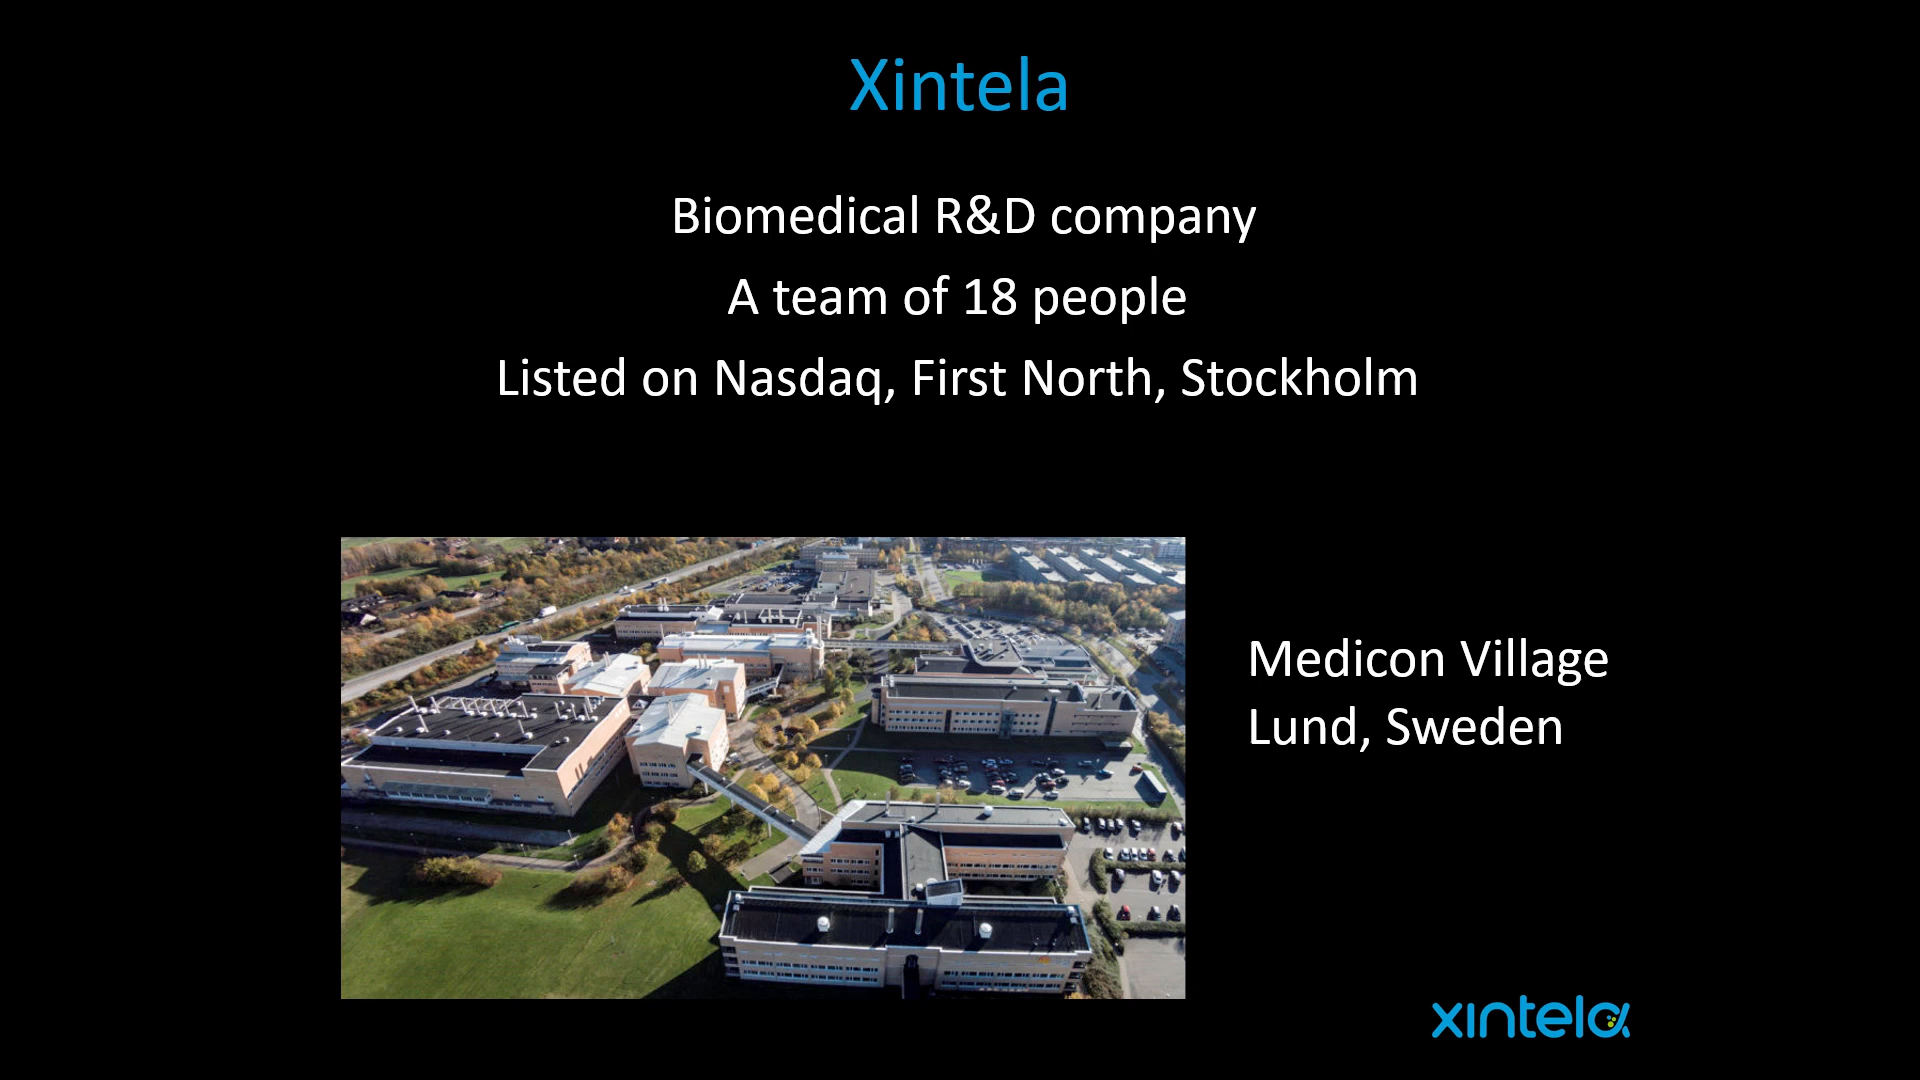 Xintela
Biomedical R&D company
A team of 18 people
Listed on Nasdaq, First North, Stockholm
Medicon Village
Lund, Sweden
xintela